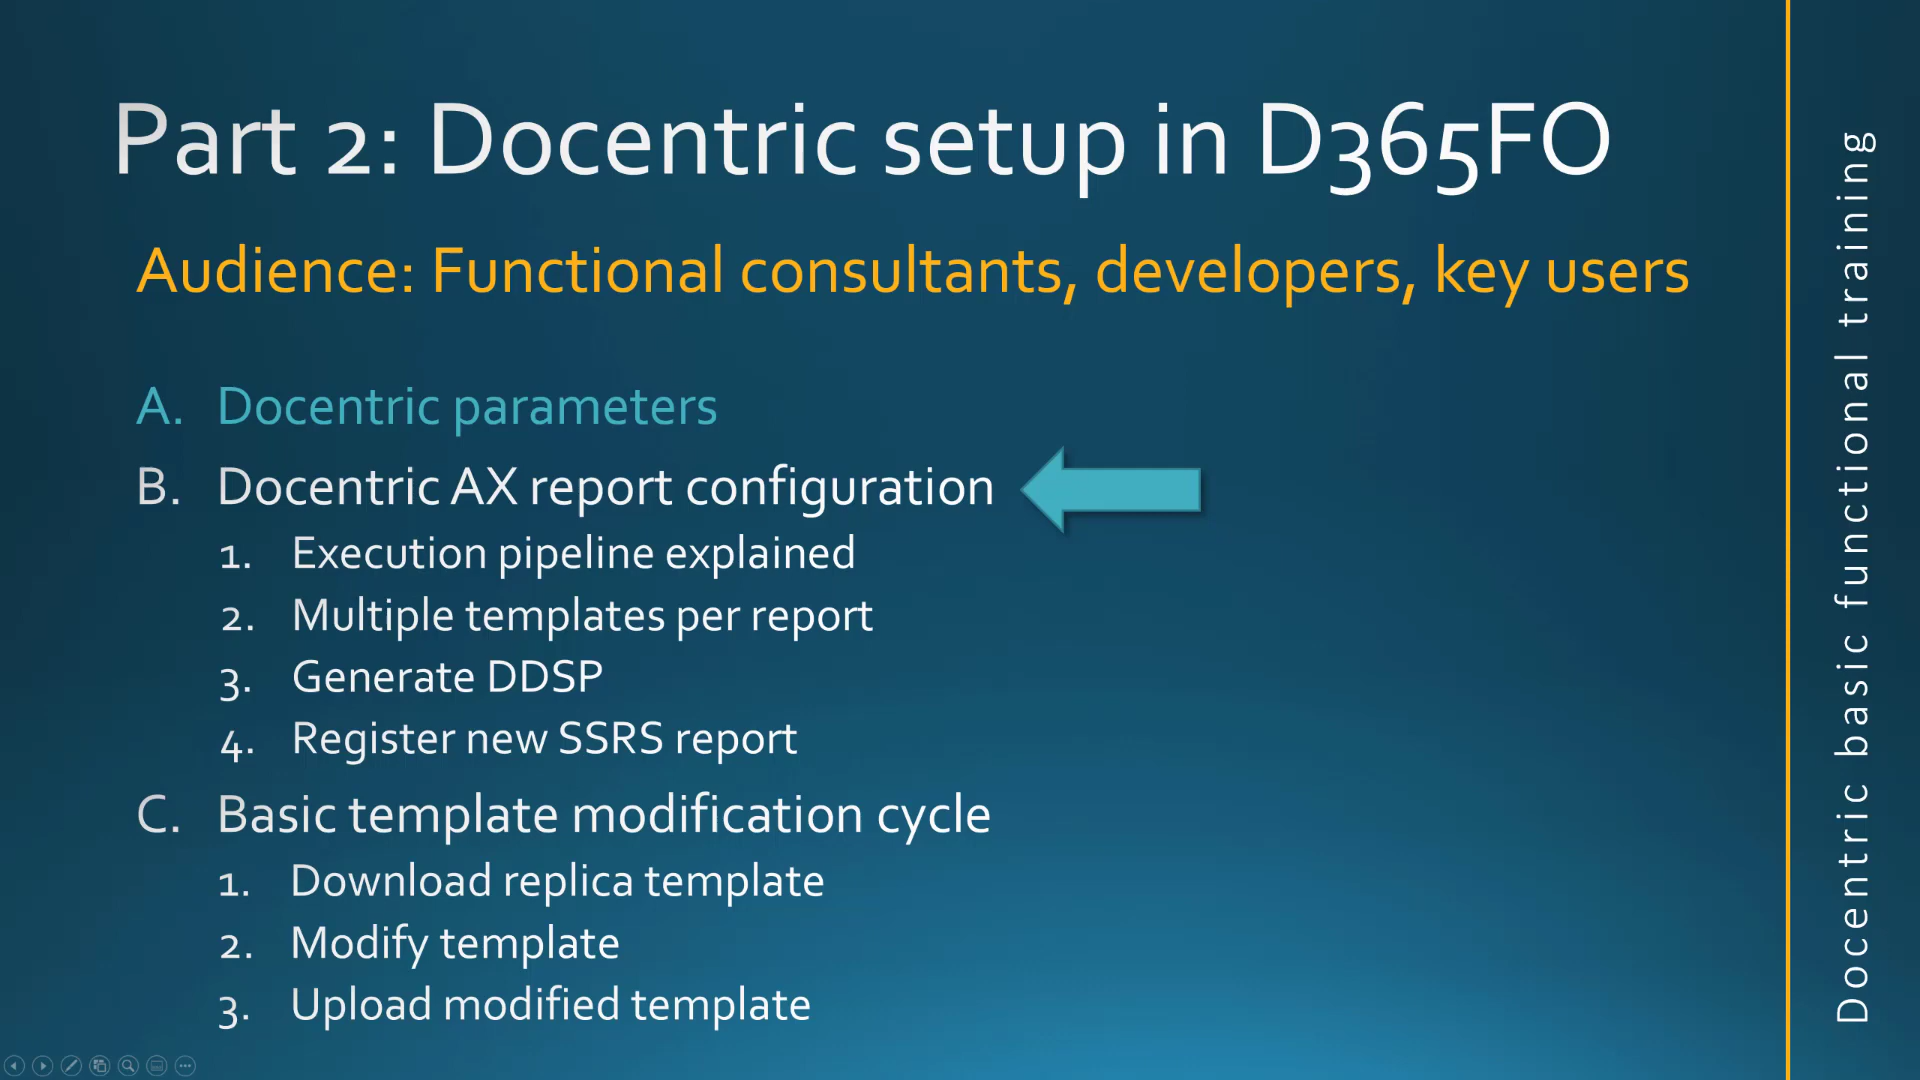 Part 2: Docentric setup in D365FO
Audience: Functional consultants, developers, key users
A. Docentric parameters
B. Docentric AX report configuration
1. Execution pipeline explained
2. Multiple templates per report
3. Generate DDSP
4. Register new SSRS report
C. Basic template modification cycle
1. Download replica template
2. Modify template
3. Upload modified template
Docentric basic functional training